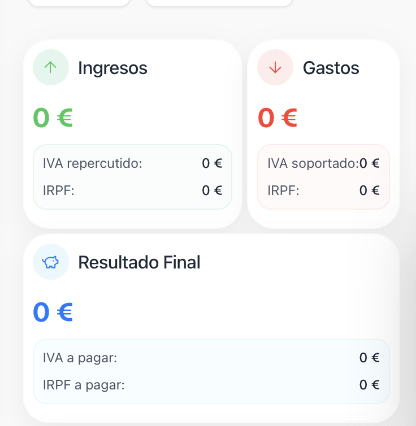 Ingresos
0 €
IVA repercutido: 0 €
IRPF: 0 €
Gastos
0 €
IVA soportado:0 €
IRPF: 0 €
Resultado Final
0 €
IVA a pagar: 0 €
IRPF a pagar: 0 €